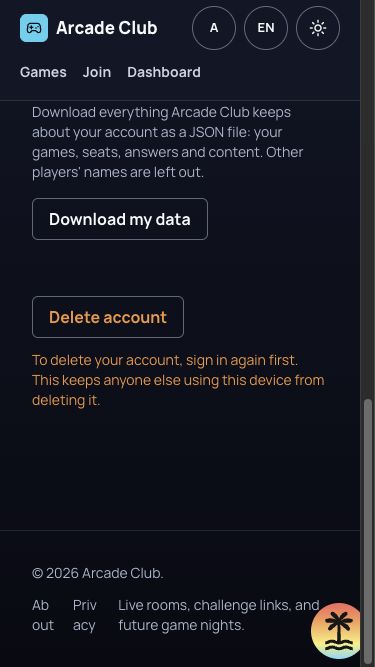 Arcade Club
A
EN
Games Join Dashboard
Download everything Arcade Club keeps
about your account as a JSON file: your
games, seats, answers and content. Other
players' names are left out.
Download my data
Delete account
To delete your account, sign in again first.
This keeps anyone else using this device from
deleting it.
© 2026 Arcade Club.
Ab
out
Priv
acy
Live rooms, challenge links, and
future game nights.